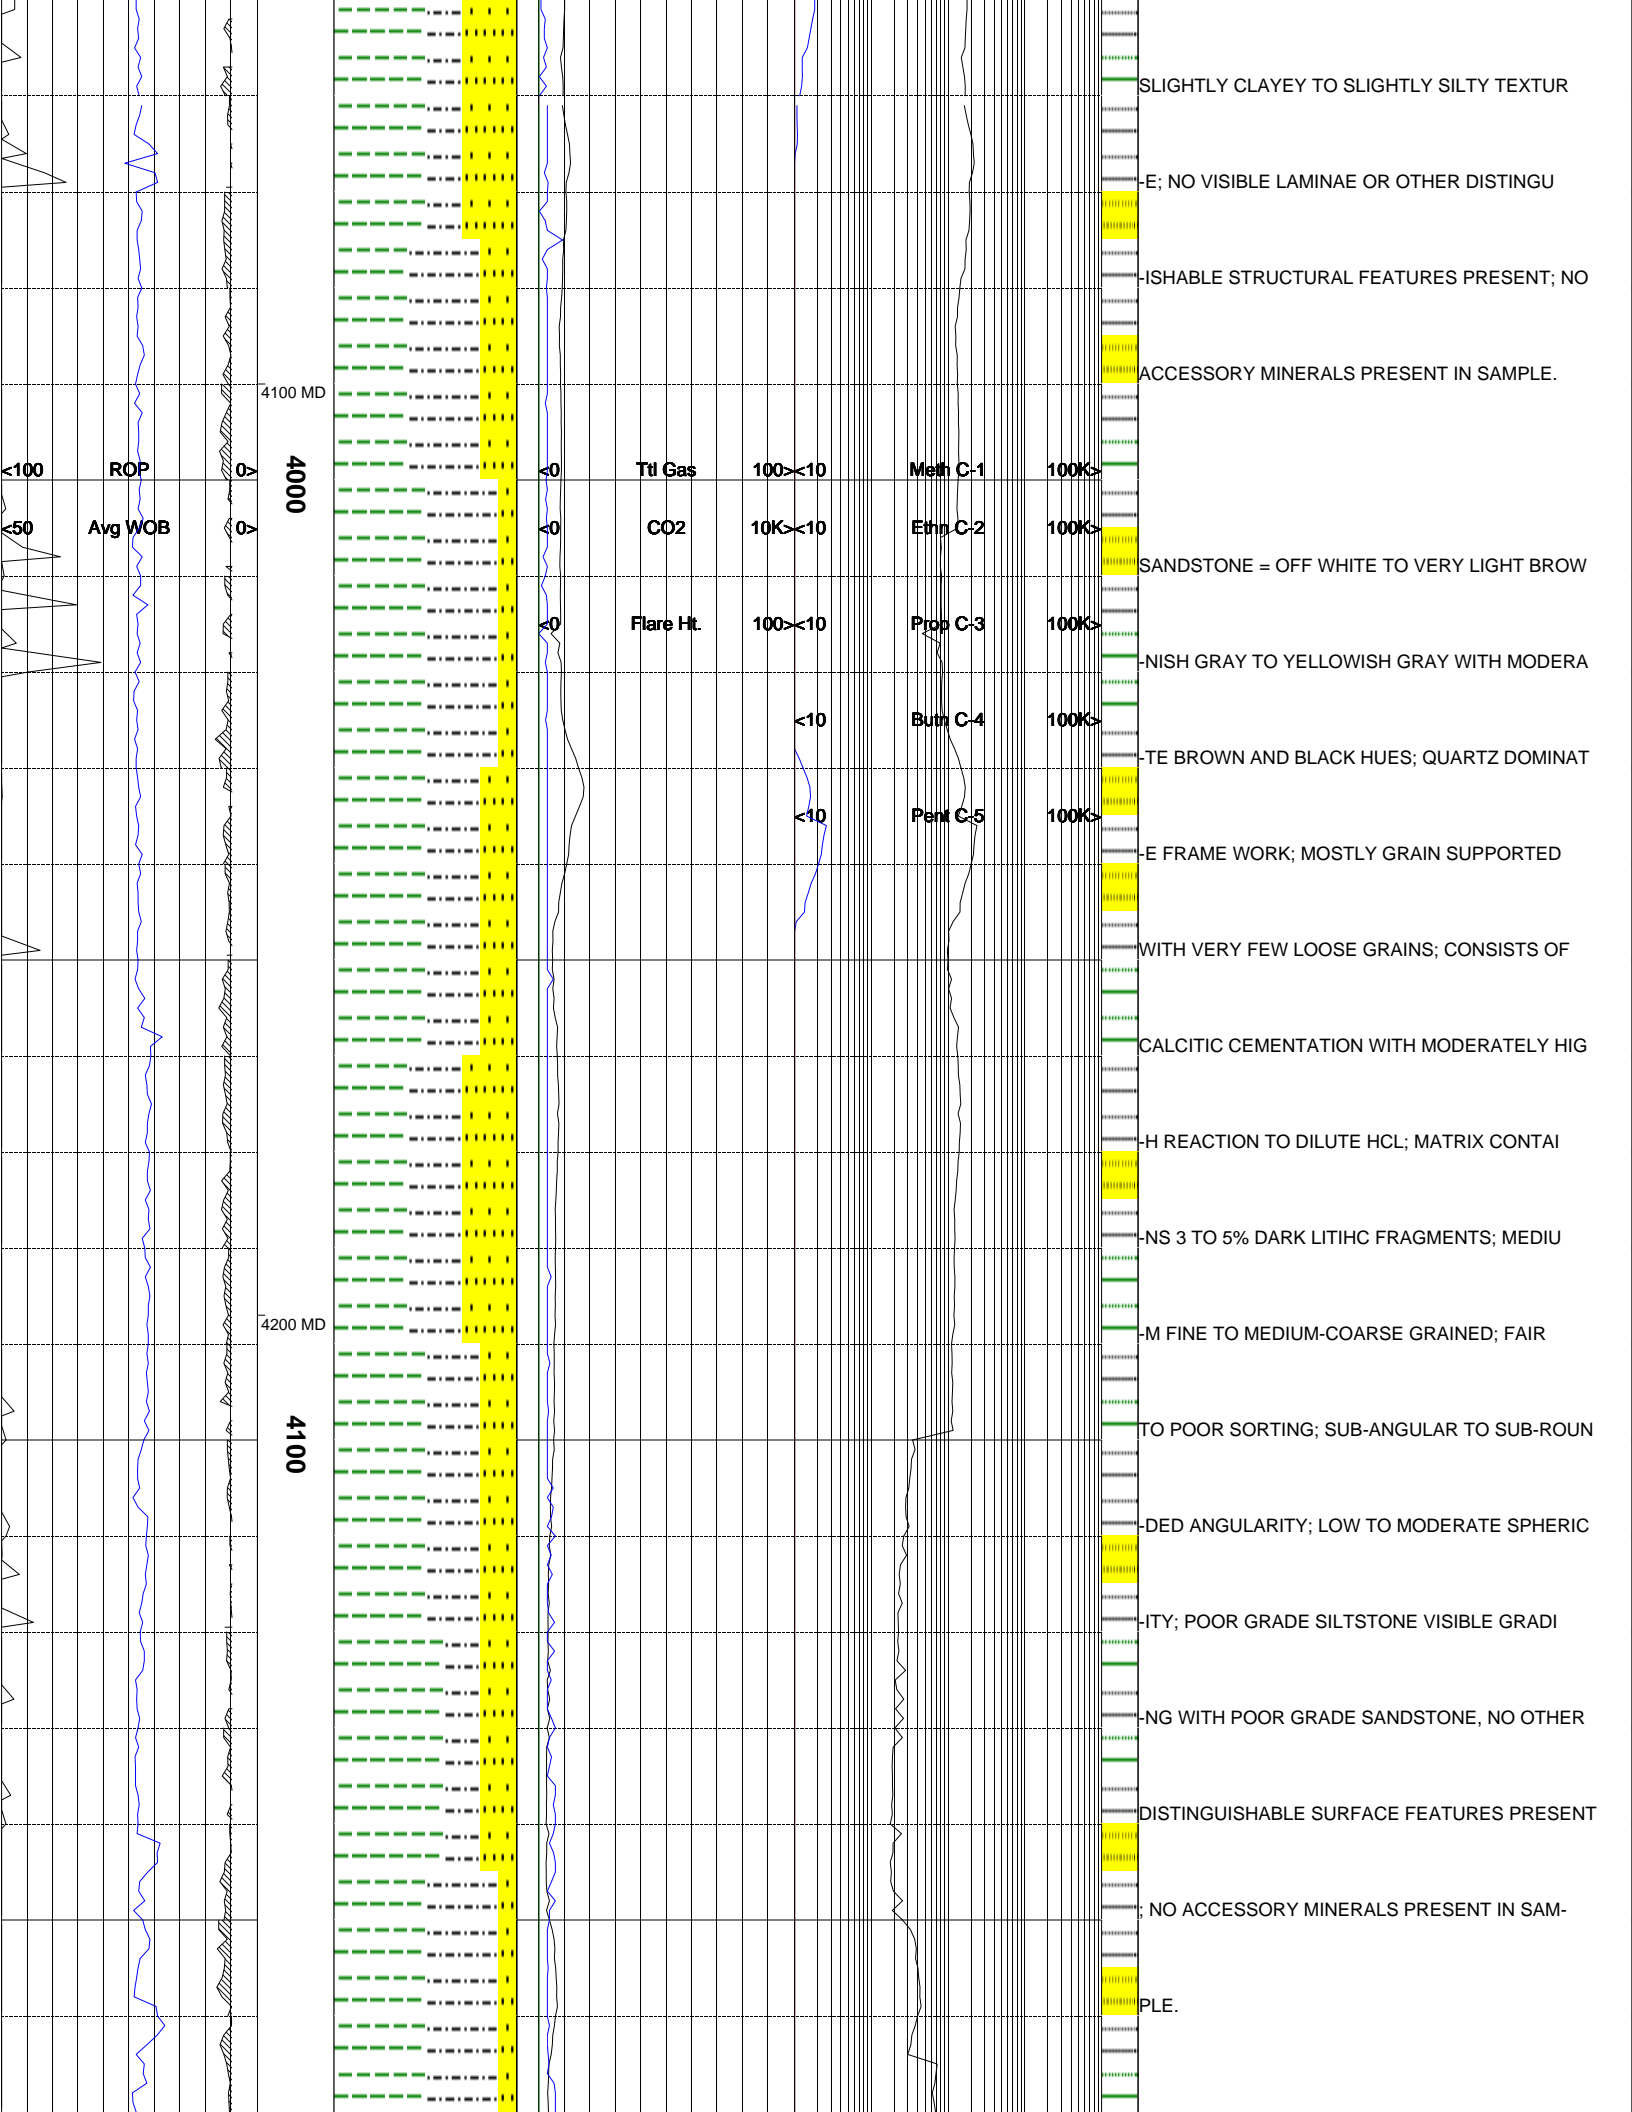 SLIGHTLY CLAYEY TO SLIGHTLY SILTY TEXTUR
-E; NO VISIBLE LAMINAE OR OTHER DISTINGU
-ISHABLE STRUCTURAL FEATURES PRESENT; NO
4100 MD
ACCESSORY MINERALS PRESENT IN SAMPLE.
<100 ROP 0>
4000
<0 Ttl Gas 100>
<10 Meth C-1 100K>
<50 Avg WOB 0>
<0 CO2 10K>
<10 Ethn C-2 100K>
SANDSTONE = OFF WHITE TO VERY LIGHT BROW
<0 Flare Ht. 100>
<10 Prop C-3 100K>
-NISH GRAY TO YELLOWISH GRAY WITH MODERA
<10 Butn C-4 100K>
-TE BROWN AND BLACK HUES; QUARTZ DOMINAT
<10 Pent C-5 100K>
-E FRAME WORK; MOSTLY GRAIN SUPPORTED
WITH VERY FEW LOOSE GRAINS; CONSISTS OF
CALCITIC CEMENTATION WITH MODERATELY HIG
-H REACTION TO DILUTE HCL; MATRIX CONTAI
-NS 3 TO 5% DARK LITIHC FRAGMENTS; MEDIU
4200 MD
-M FINE TO MEDIUM-COARSE GRAINED; FAIR
4100
TO POOR SORTING; SUB-ANGULAR TO SUB-ROUN
-DED ANGULARITY; LOW TO MODERATE SPHERIC
-ITY; POOR GRADE SILTSTONE VISIBLE GRADI
-NG WITH POOR GRADE SANDSTONE, NO OTHER
DISTINGUISHABLE SURFACE FEATURES PRESENT
; NO ACCESSORY MINERALS PRESENT IN SAM-
PLE.